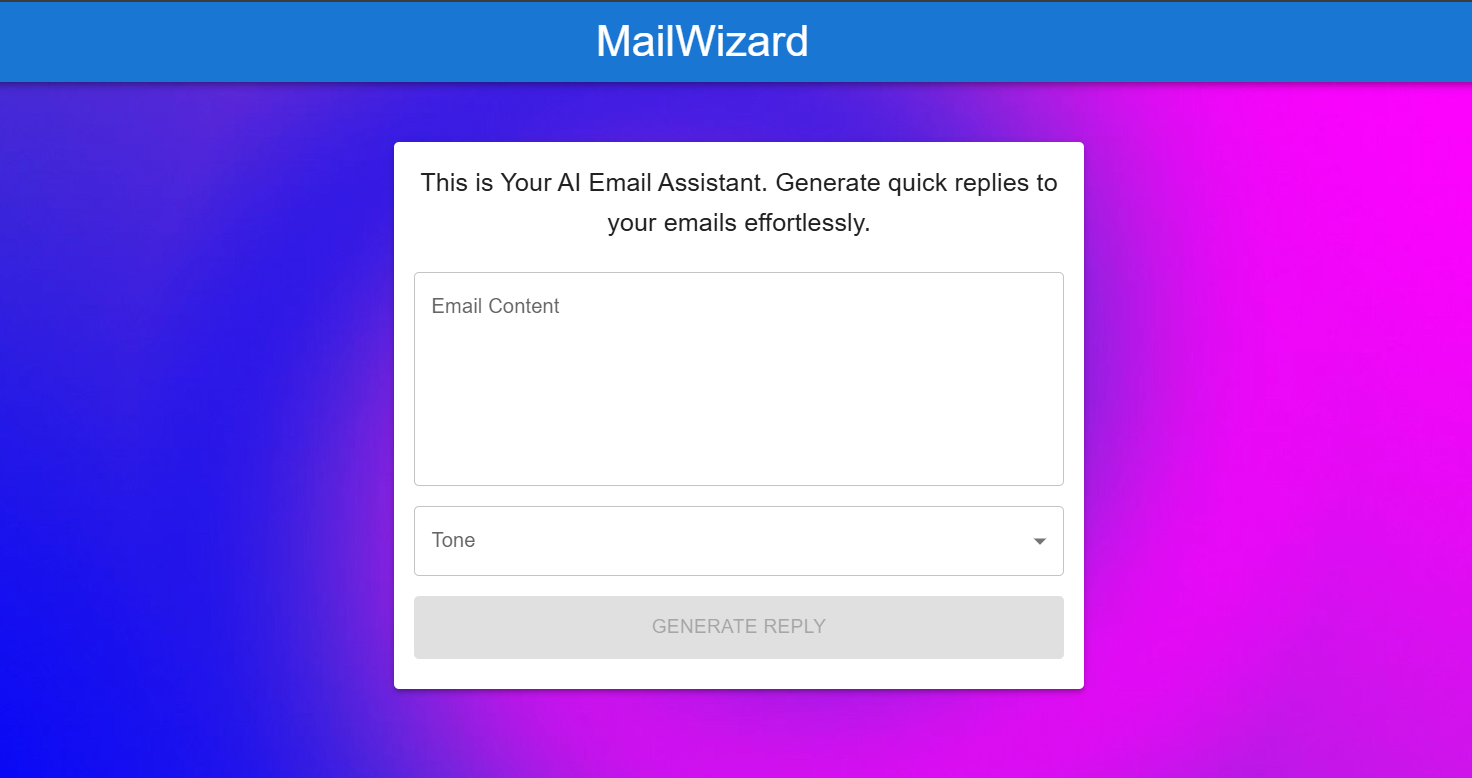 MailWizard
This is Your AI Email Assistant. Generate quick replies to
your emails effortlessly.
Email Content
Tone
GENERATE REPLY